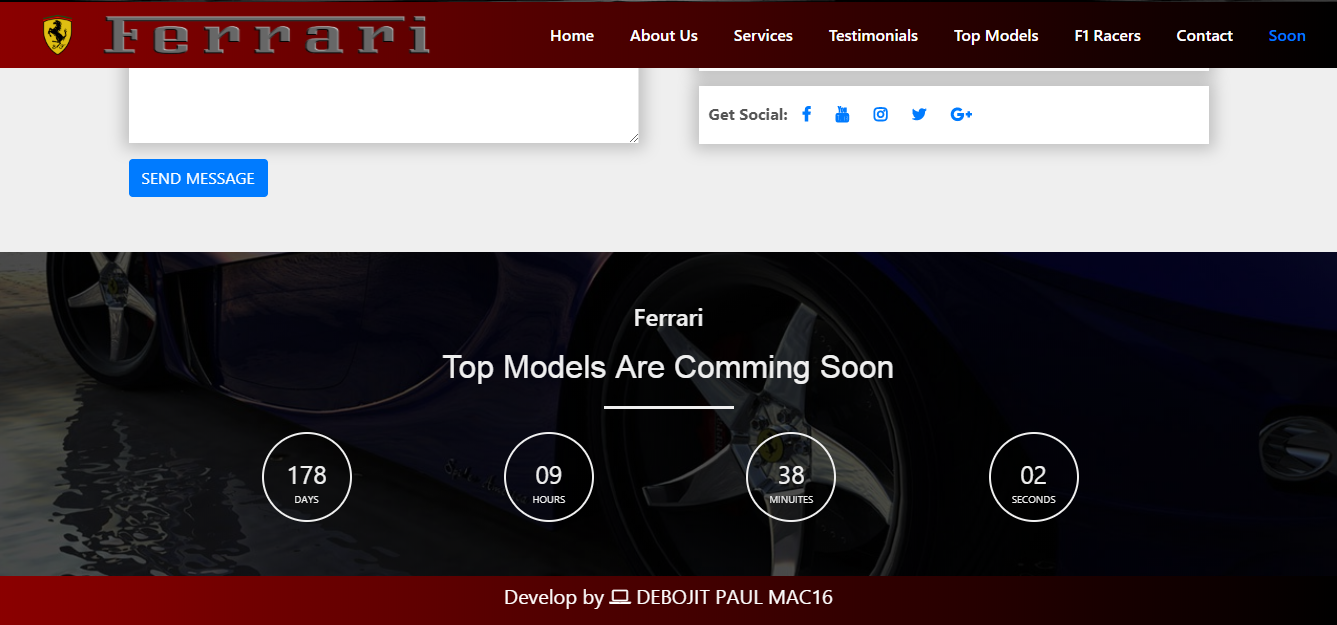 Ferrari
Home About Us Services Testimonials Top Models F1 Racers Contact Soon
Get Social:
SEND MESSAGE
Ferrari
Top Models Are Comming Soon
178 09 38 02
DAYS HOURS MINUITES SECONDS
Develop by DEBOJIT PAUL MAC16